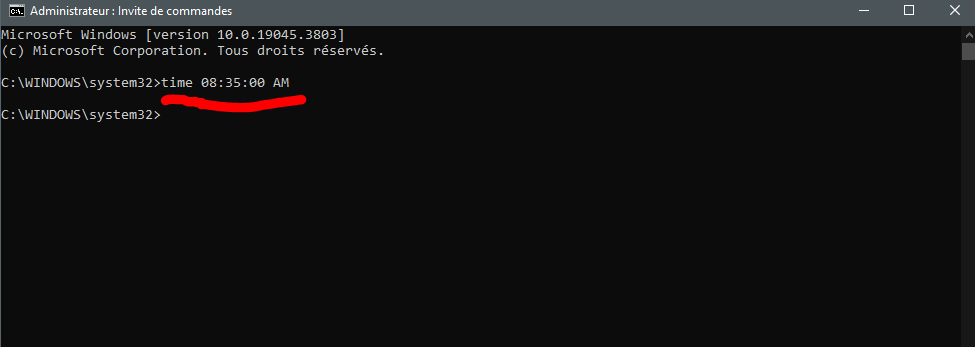 Administrateur : Invite de commandes
Microsoft Windows [version 10.0.19045.3803]
(c) Microsoft Corporation. Tous droits réservés.
C:\WINDOWS\system32>time 08:35:00 AM
C:\WINDOWS\system32>